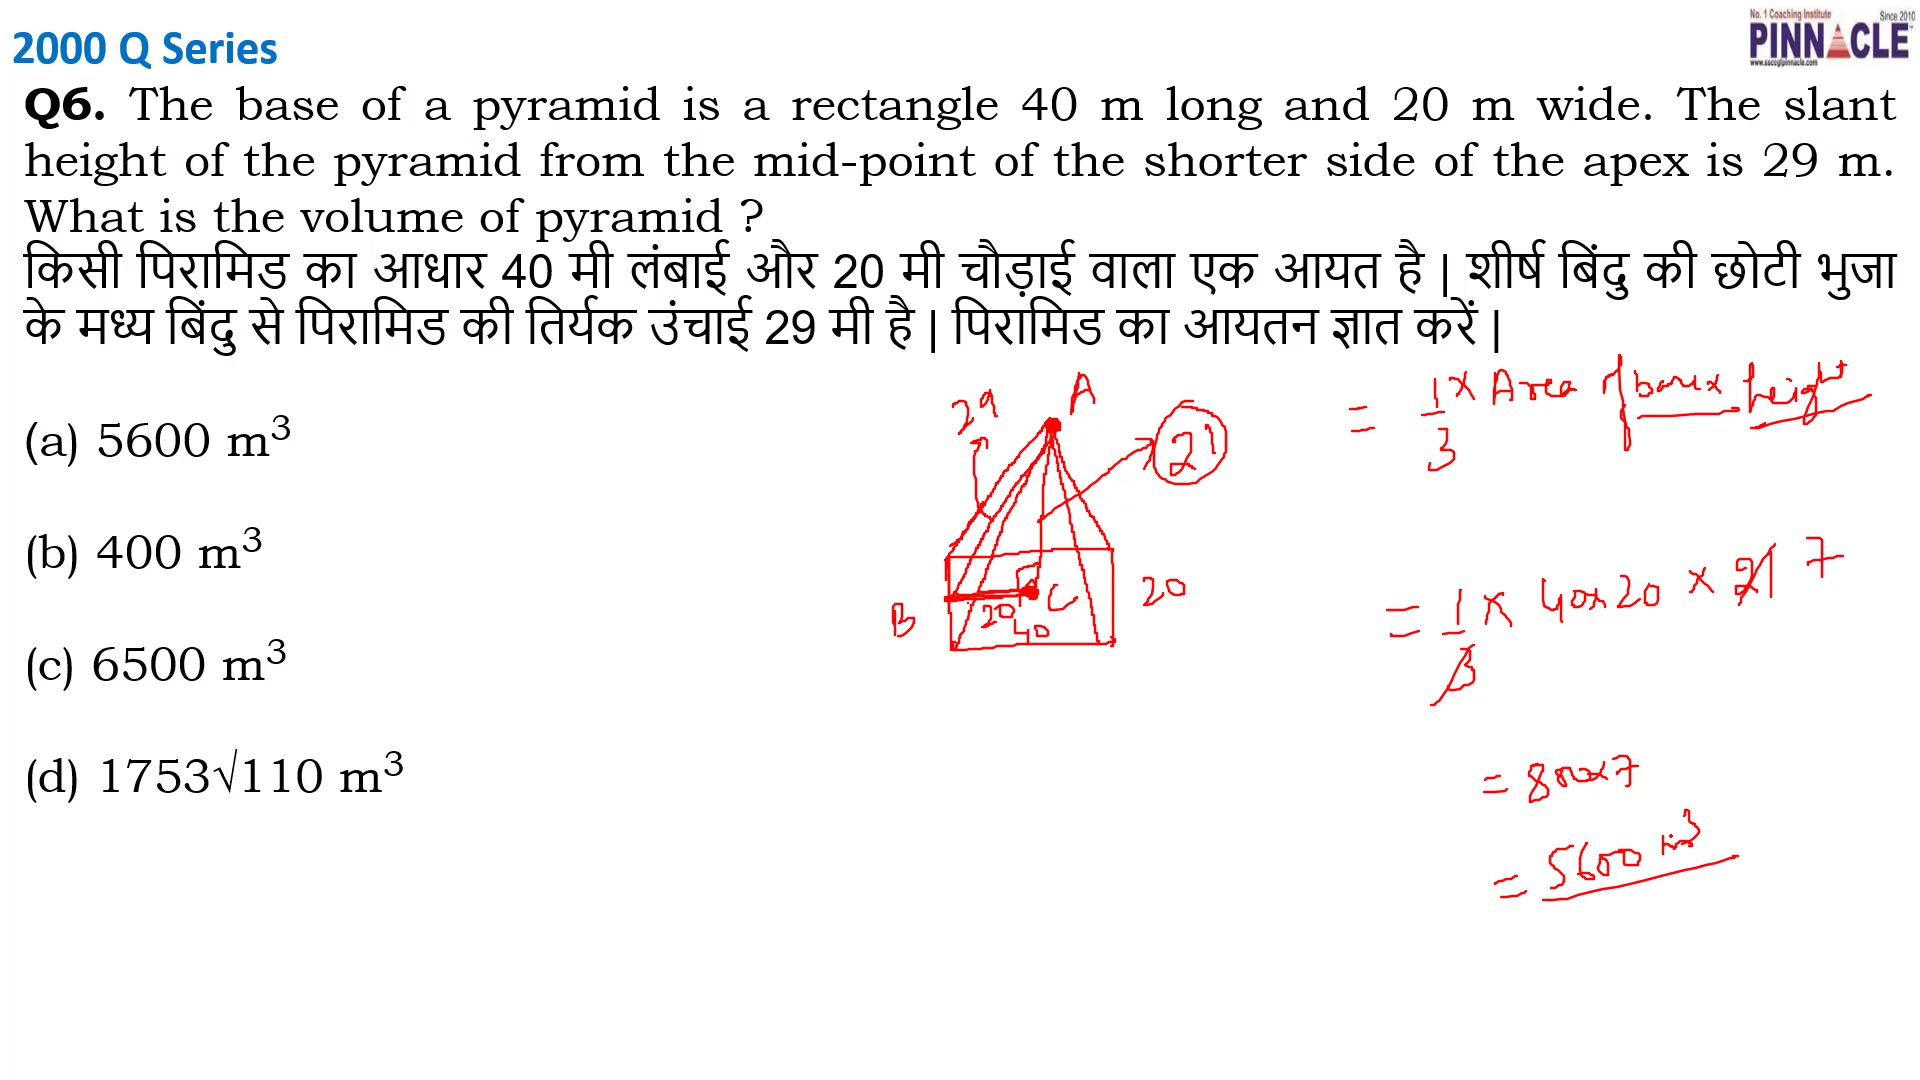 2000 Q Series
No. 1 Coaching Institute Since 2010
PINNACLE
www.ssccglpinnacle.com
Q6. The base of a pyramid is a rectangle 40 m long and 20 m wide. The slant
height of the pyramid from the mid-point of the shorter side of the apex is 29 m.
What is the volume of pyramid ?
किसी पिरामिड का आधार 40 मी लंबाई और 20 मी चौड़ाई वाला एक आयत है | शीर्ष बिंदु की छोटी भुजा
के मध्य बिंदु से पिरामिड की तिर्यक उंचाई 29 मी है | पिरामिड का आयतन ज्ञात करें |
(a) 5600 m³
(b) 400 m³
(c) 6500 m³
(d) 1753√110 m³
29 A
21
B 20 C 20
40
= 1/3 × Area of base × height
= 1/3 × 40×20 × 21 7
= 800×7
= 5600 m³